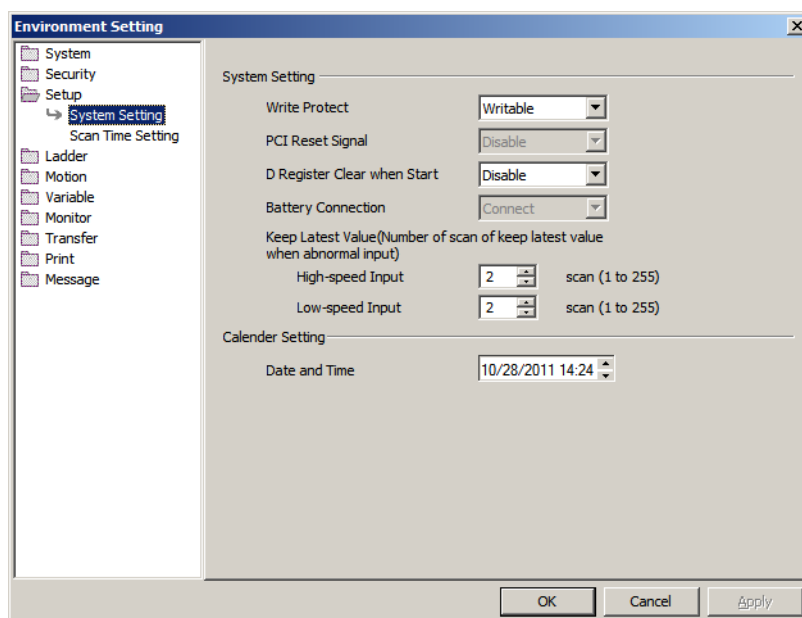 Environment Setting
System
Security
Setup
System Setting
Scan Time Setting
Ladder
Motion
Variable
Monitor
Transfer
Print
Message
System Setting
Write Protect Writable
PCI Reset Signal Disable
D Register Clear when Start Disable
Battery Connection Connect
Keep Latest Value(Number of scan of keep latest value
when abnormal input)
High-speed Input 2 scan (1 to 255)
Low-speed Input 2 scan (1 to 255)
Calender Setting
Date and Time 10/28/2011 14:24
OK Cancel Apply